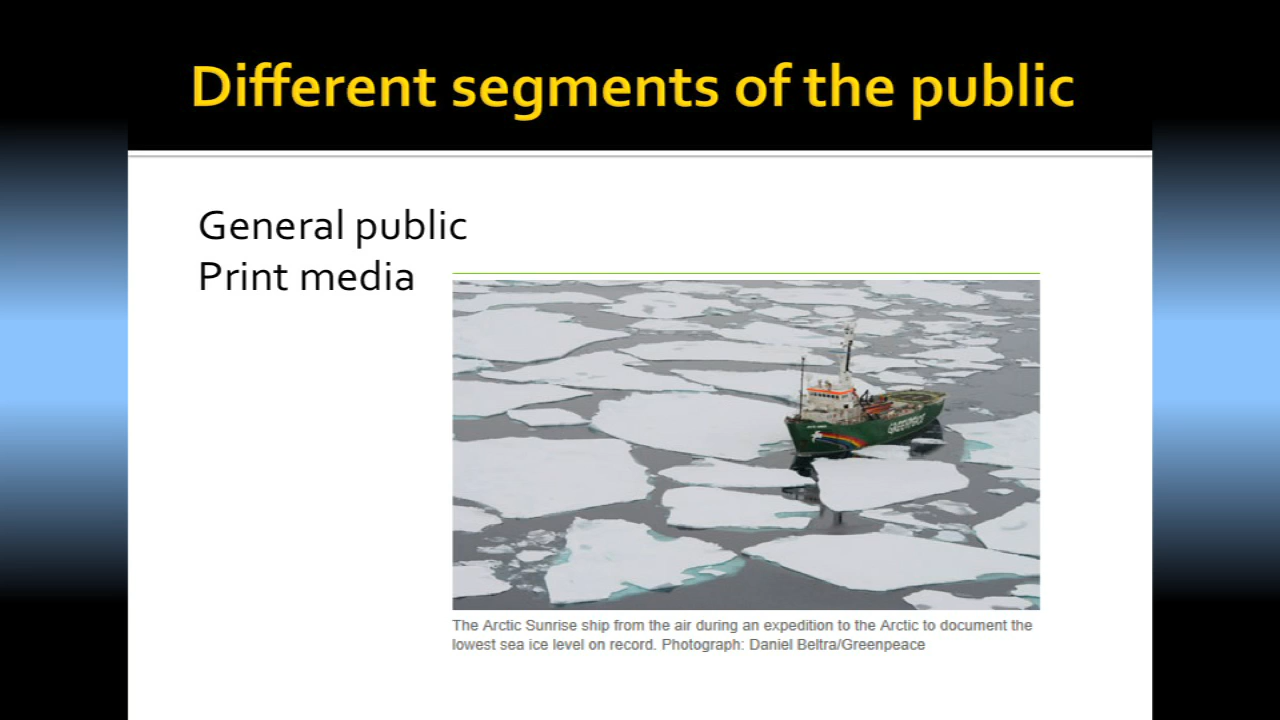 Different segments of the public
General public
Print media
GREENPEACE
The Arctic Sunrise ship from the air during an expedition to the Arctic to document the
lowest sea ice level on record. Photograph: Daniel Beltra/Greenpeace